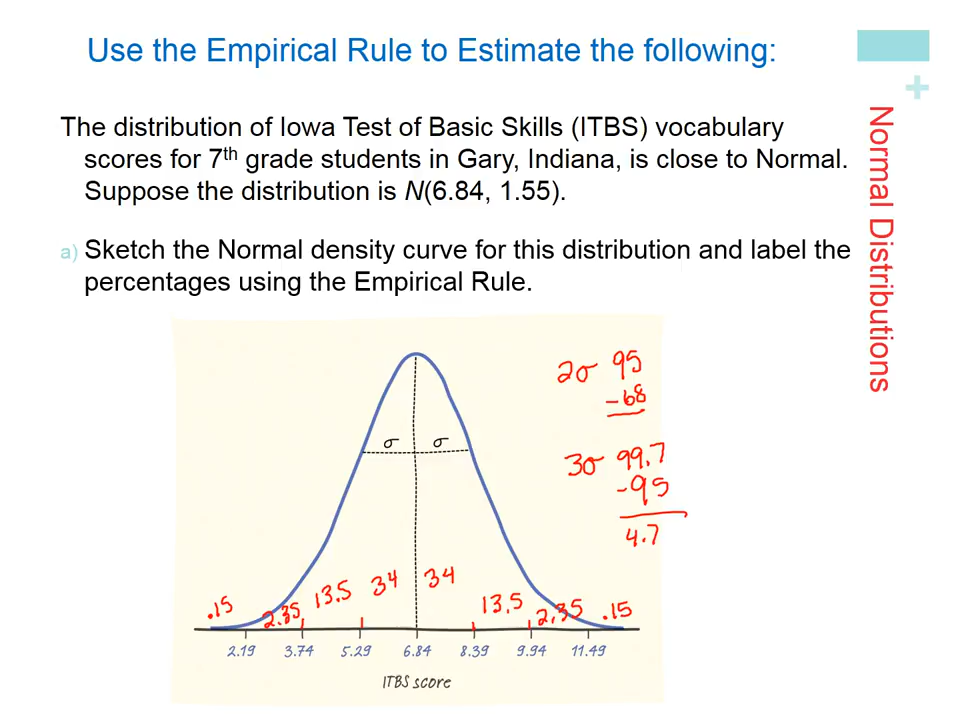 Use the Empirical Rule to Estimate the following:
+
Normal Distributions
The distribution of Iowa Test of Basic Skills (ITBS) vocabulary
scores for 7th grade students in Gary, Indiana, is close to Normal.
Suppose the distribution is N(6.84, 1.55).
a) Sketch the Normal density curve for this distribution and label the
percentages using the Empirical Rule.
2σ 95
-68
3σ 99.7
-95
4.7
σ σ
.15 2.35 13.5 34 34 13.5 2.35 .15
2.19 3.74 5.29 6.84 8.39 9.94 11.49
ITBS score